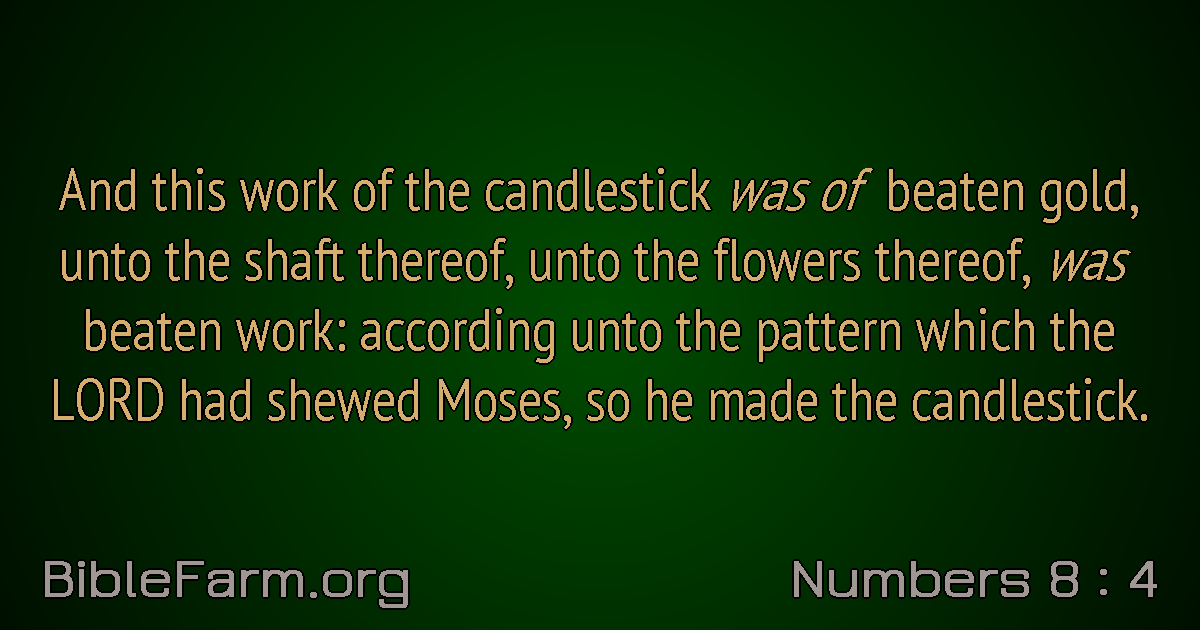 And this work of the candlestick was of beaten gold,
unto the shaft thereof, unto the flowers thereof, was
beaten work: according unto the pattern which the
LORD had shewed Moses, so he made the candlestick.
BibleFarm.org
Numbers 8 : 4